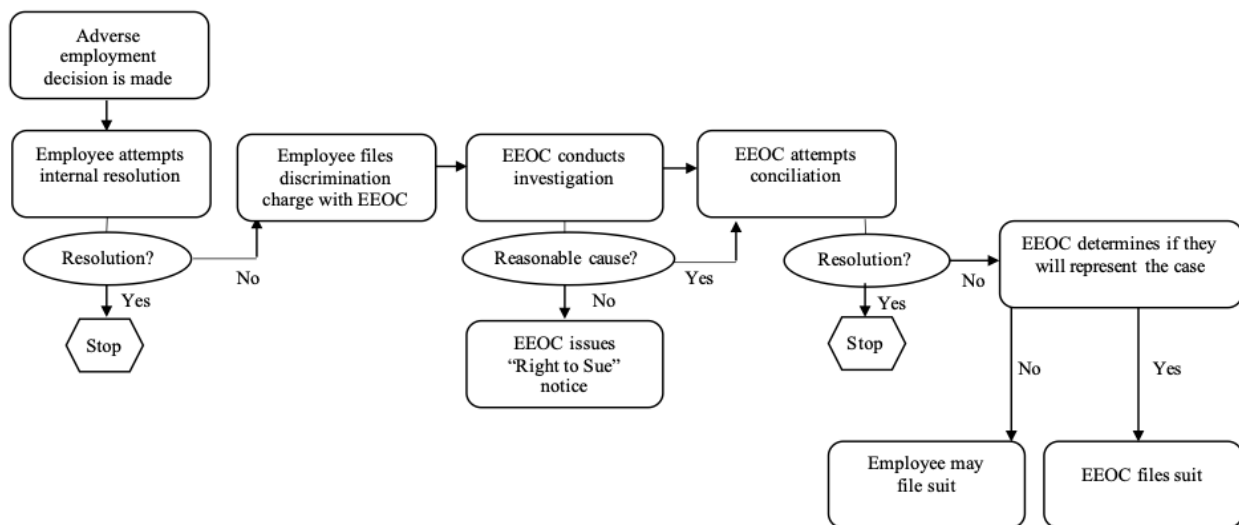 Adverse
employment
decision is made
Employee attempts
internal resolution
Resolution?
No
Yes
Stop
Employee files
discrimination
charge with EEOC
EEOC conducts
investigation
Reasonable cause?
Yes
No
EEOC issues
“Right to Sue”
notice
EEOC attempts
conciliation
Resolution?
No
Yes
Stop
EEOC determines if they
will represent the case
No
Yes
Employee may
file suit
EEOC files suit